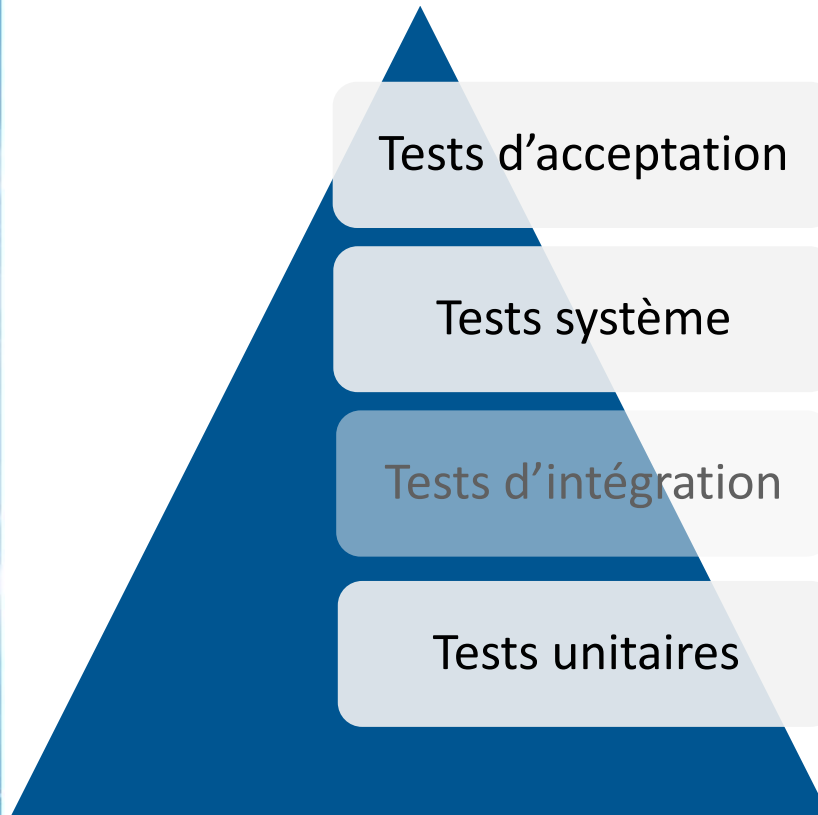 Tests d’acceptation
Tests système
Tests d’intégration
Tests unitaires